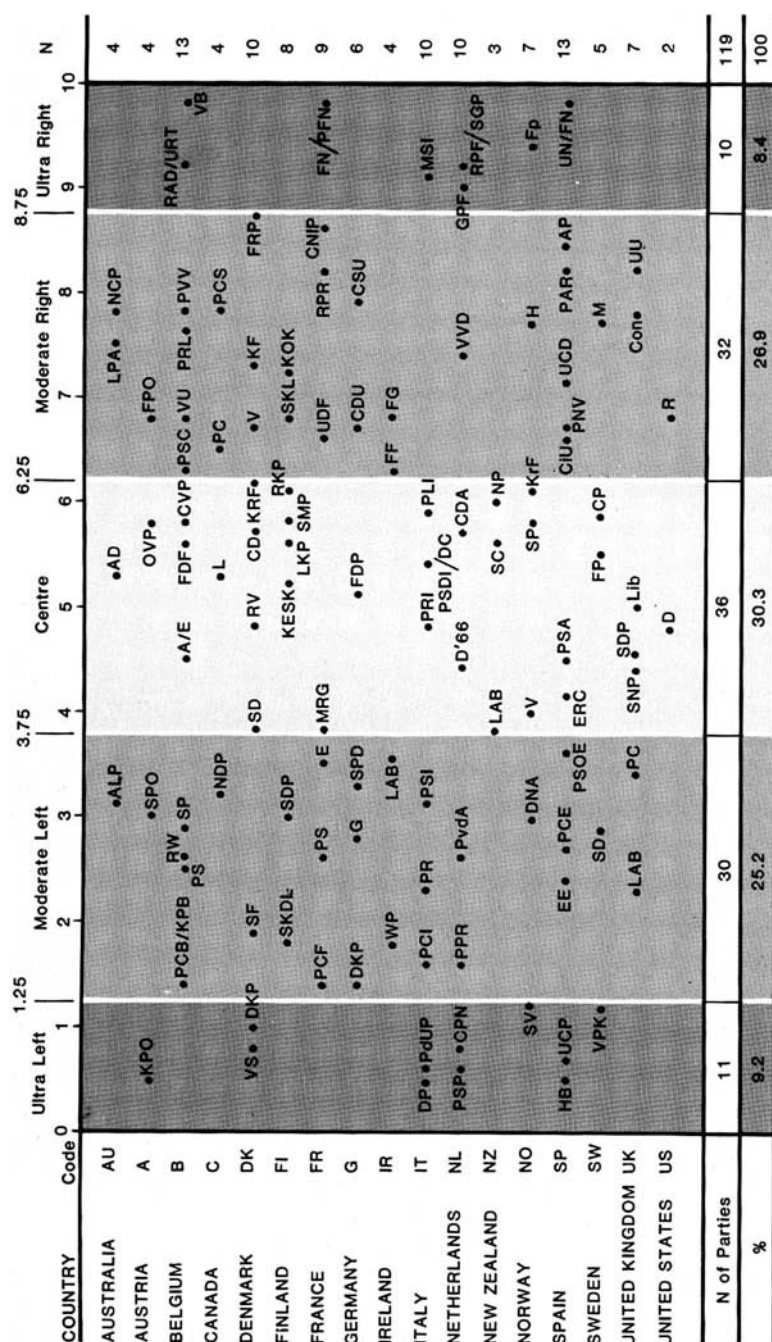 1.25 3.75 6.25 8.75
Ultra Left Moderate Left Centre Moderate Right Ultra Right N
COUNTRY Code 0 1 2 3 4 5 6 7 8 9 10
AUSTRALIA AU ALP AD LPA NCP 4
AUSTRIA A KPO SPO OVP FPO 4
BELGIUM B PCB/KPB RW PS SP A/E FDF CVP PSC VU PRL PVV RAD/URT VB 13
CANADA C NDP L PC PCS 4
DENMARK DK VS DKP SF SD RV CD KRF V KF FRP 10
FINLAND FI SKDL SDP KESK LKP SMP RKP SKL KOK 8
FRANCE FR PCF PS E MRG UDF RPR CNIP FN/PFN 9
GERMANY G DKP G SPD FDP CDU CSU 6
IRELAND IR WP LAB FF FG 4
ITALY IT DP PdUP PCI PR PSI PRI PSDI/DC PLI MSI 10
NETHERLANDS NL PSP CPN PPR PvdA D'66 CDA VVD GPF RPF/SGP 10
NEW ZEALAND NZ LAB SC NP 3
NORWAY NO SV DNA V SP KrF H Fp 7
SPAIN SP HB UCP EE PCE PSOE ERC PSA CIU PNV UCD PAR AP UN/FN 13
SWEDEN SW VPK SD FP CP M 5
UNITED KINGDOM UK LAB PC SNP SDP Lib Con UU 7
UNITED STATES US D R 2
N of Parties 11 30 36 32 10 119
% 9.2 25.2 30.3 26.9 8.4 100